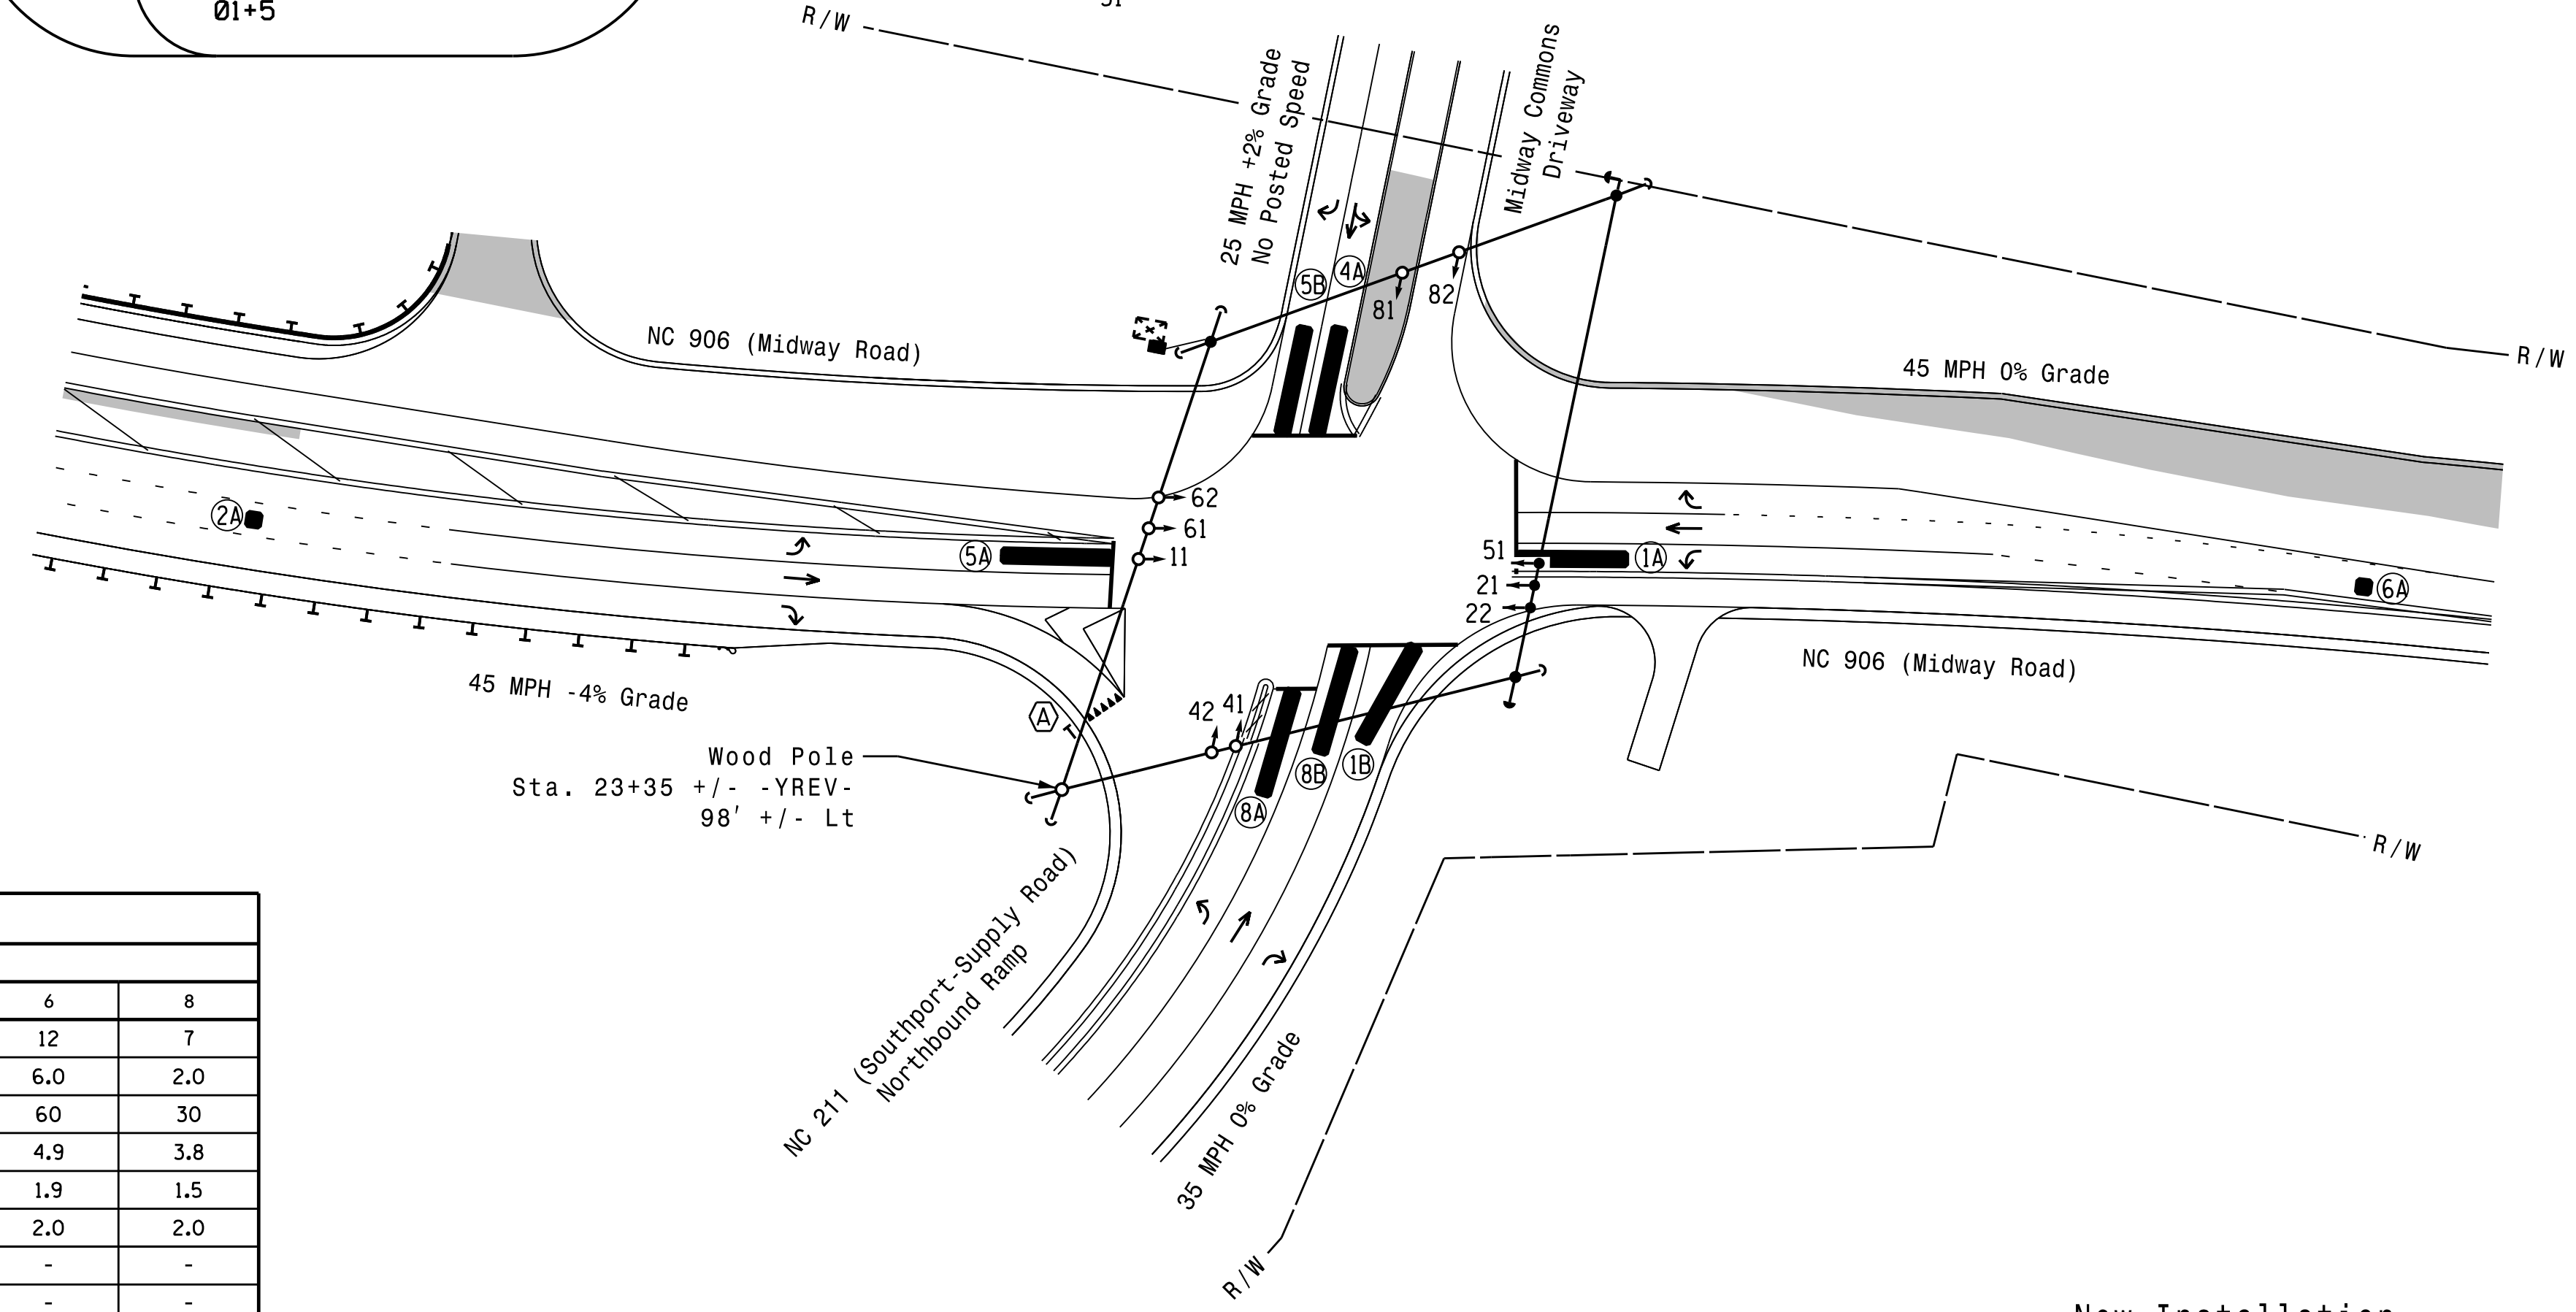 Ø1+5
R/W
25 MPH +2% Grade
No Posted Speed
Midway Commons
Driveway
R/W
NC 906 (Midway Road)
45 MPH 0% Grade
5B
4A
81
82
2A
62
61
11
5A
51
1A
21
22
6A
NC 906 (Midway Road)
45 MPH -4% Grade
A
42
41
Wood Pole
Sta. 23+35 +/- -YREV-
98' +/- Lt
8A
8B
1B
R/W
NC 211 (Southport-Supply Road)
Northbound Ramp
35 MPH 0% Grade
R/W
6 8
12 7
6.0 2.0
60 30
4.9 3.8
1.9 1.5
2.0 2.0
- -
- -
New Installation